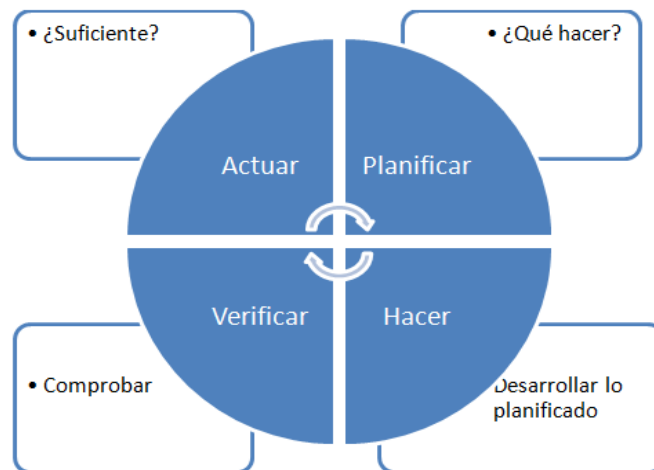 • ¿Suficiente?
• ¿Qué hacer?
Actuar
Planificar
Verificar
Hacer
• Comprobar
Desarrollar lo
planificado